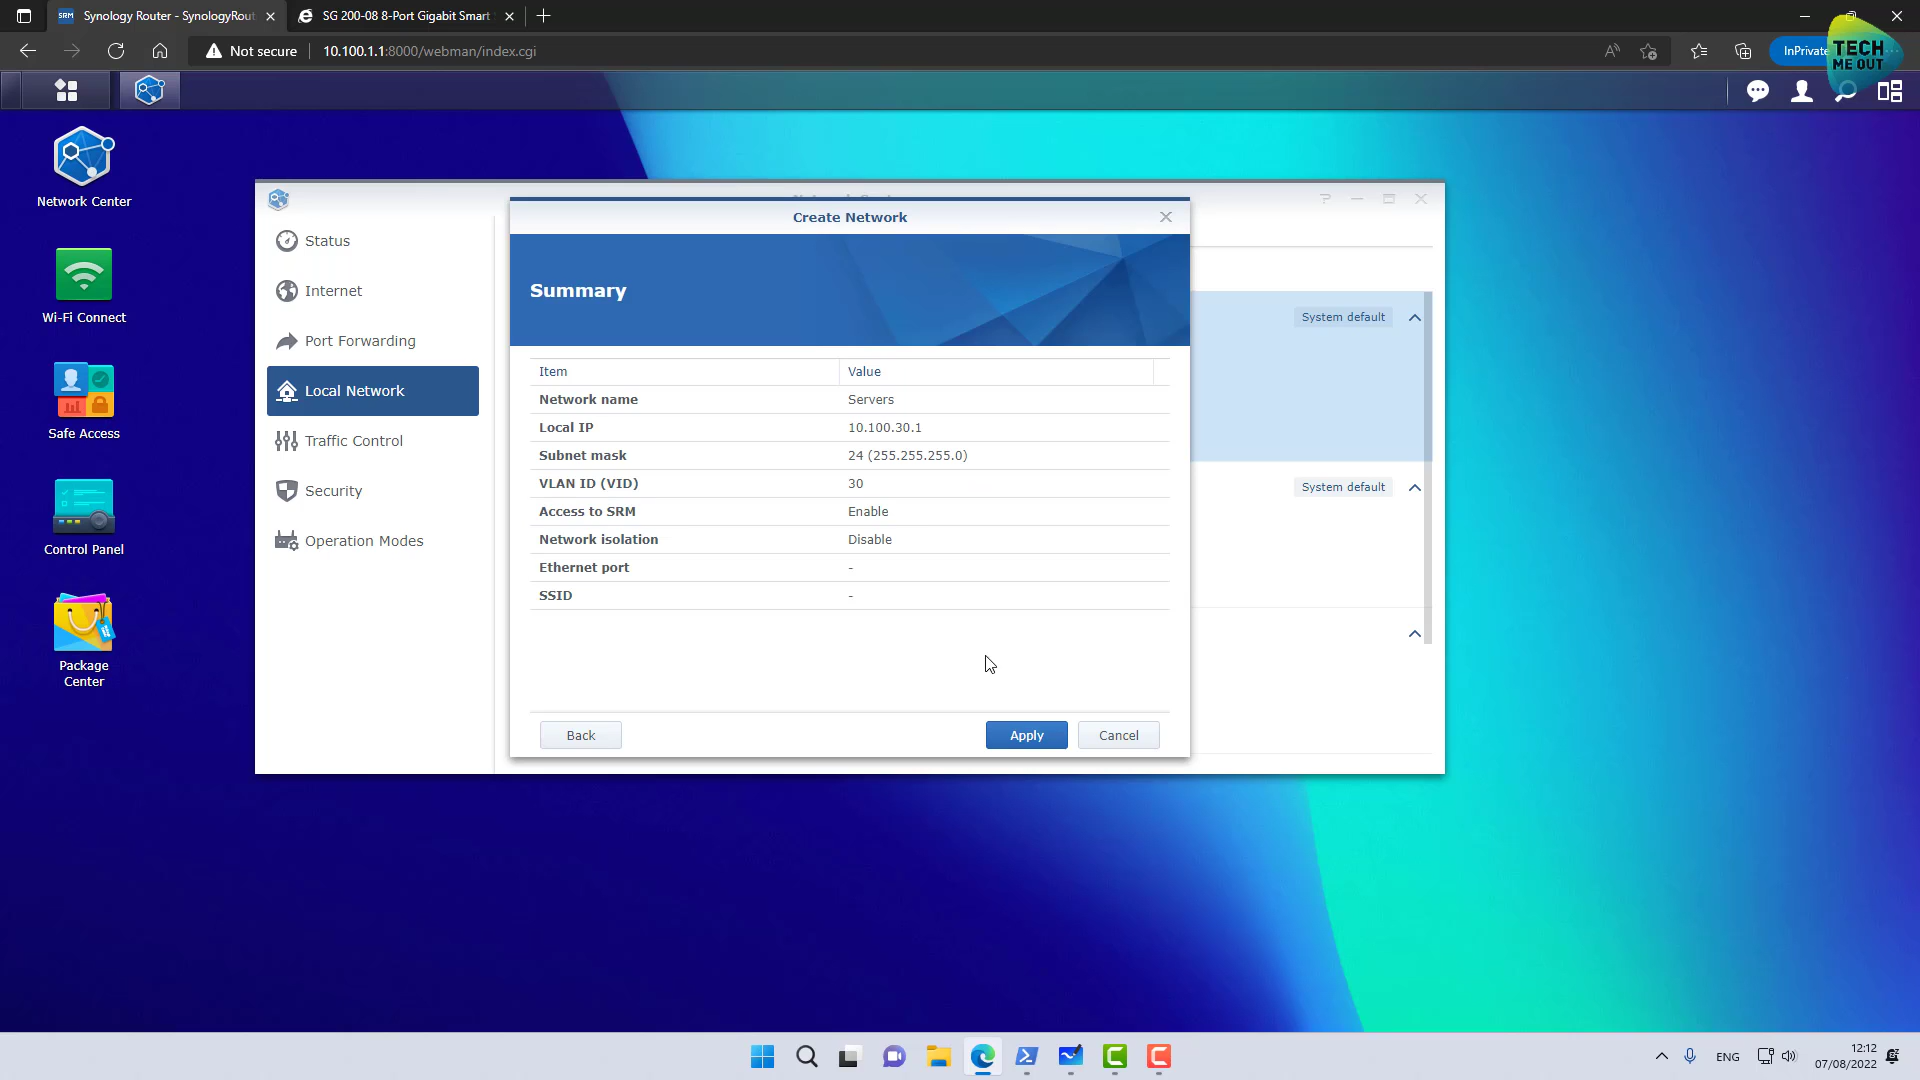 Synology Router - SynologyRout
SG 200-08 8-Port Gigabit Smart
Not secure
10.100.1.1:8000/webman/index.cgi
InPrivate
TECH
ME OUT
Network Center
Wi-Fi Connect
Safe Access
Control Panel
Package
Center
Status
Internet
Port Forwarding
Local Network
Traffic Control
Security
Operation Modes
Create Network
Summary
Item Value
Network name Servers
Local IP 10.100.30.1
Subnet mask 24 (255.255.255.0)
VLAN ID (VID) 30
Access to SRM Enable
Network isolation Disable
Ethernet port -
SSID -
Back
Apply
Cancel
System default
System default
ENG
12:12
07/08/2022